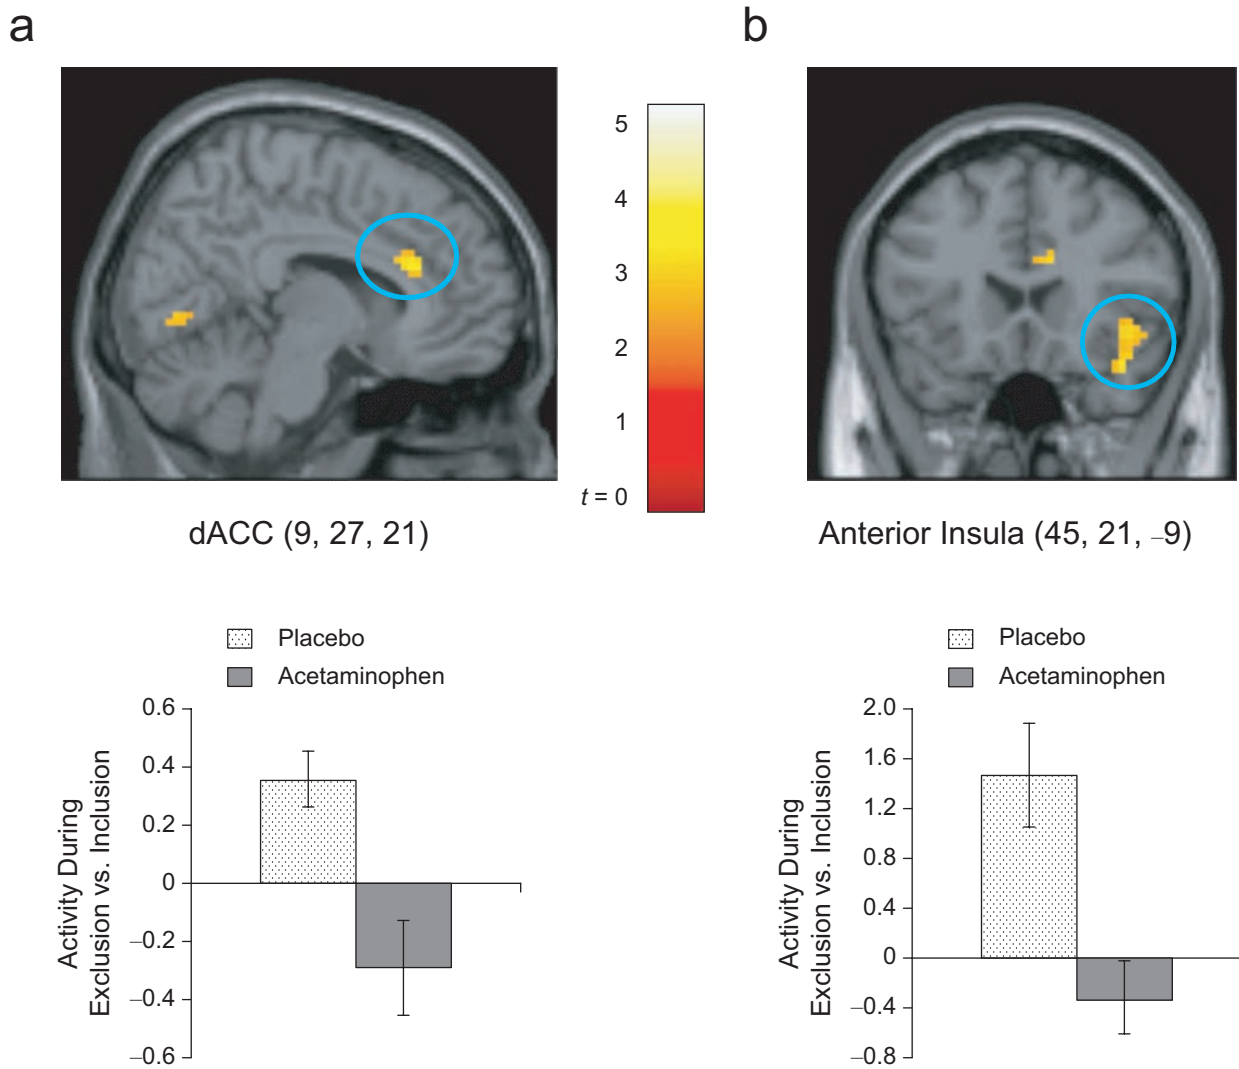 a
b
5
4
3
2
1
t = 0
dACC (9, 27, 21)
Anterior Insula (45, 21, –9)
Placebo
Acetaminophen
0.6
0.4
0.2
0
–0.2
–0.4
–0.6
Activity During
Exclusion vs. Inclusion
Placebo
Acetaminophen
2.0
1.6
1.2
0.8
0.4
0
–0.4
–0.8
Activity During
Exclusion vs. Inclusion